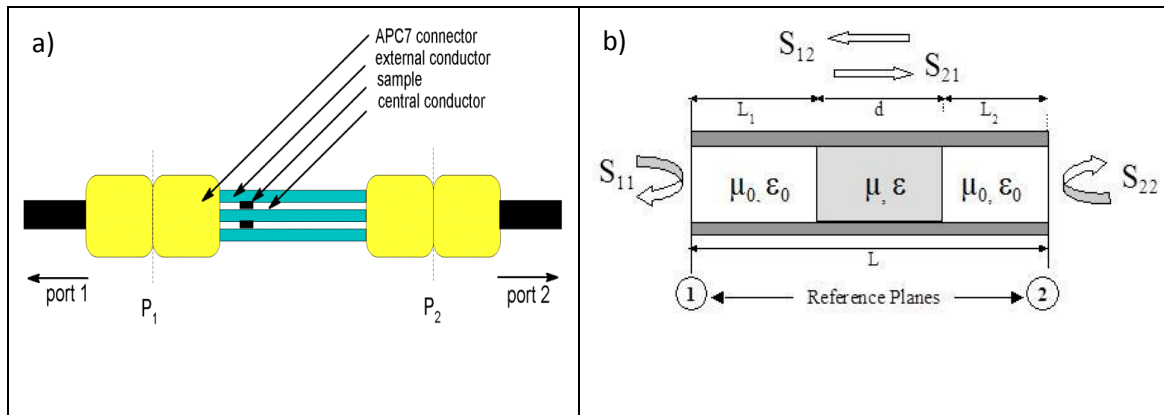 a)
APC7 connector
external conductor
sample
central conductor
port 1
P₁
P₂
port 2
b)
S₁₂
S₂₁
L₁
d
L₂
S₁₁
μ₀, ε₀
μ, ε
μ₀, ε₀
S₂₂
L
1
Reference Planes
2